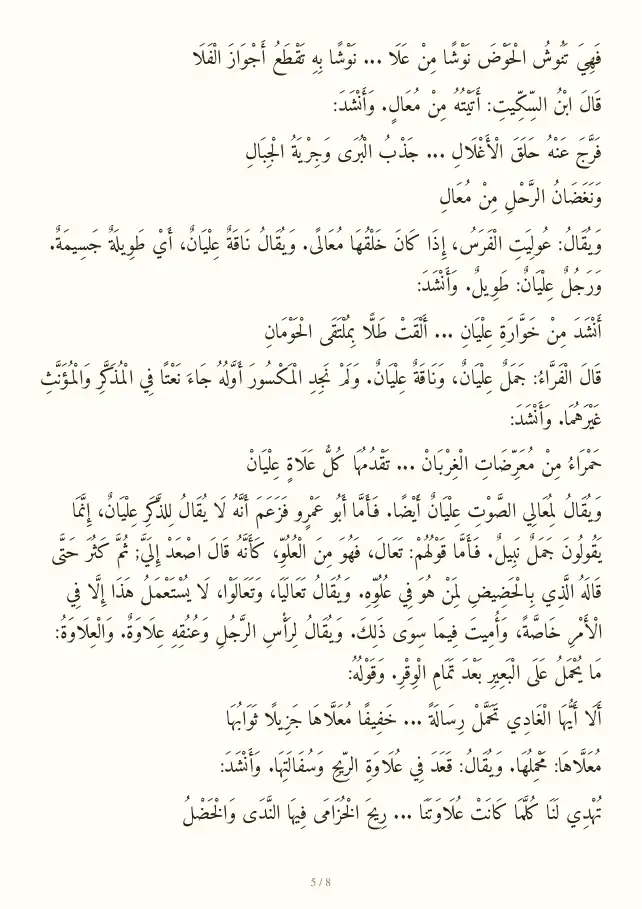 فَهِيَ تَنُوشُ الْحَوْضَ نَوْشًا مِنْ عَلَا ... نَوْشًا بِهِ تَقْطَعُ أَجْوَازَ الْفَلَا
قَالَ ابْنُ السِّكِّيتِ: أَتَيْتُهُ مِنْ مُعَالٍ. وَأَنْشَدَ:
فَرَّجَ عَنْهُ حَلَقَ الْأَغْلَالِ ... جَذْبُ الْبُرَى وَجِرْيَةُ الْجِبَالِ
وَنَغَضَانُ الرَّحْلِ مِنْ مُعَالِ
وَيُقَالُ: عُولِيَتِ الْفَرَسُ، إِذَا كَانَ خَلْقُهَا مُعَالًى. وَيُقَالُ نَاقَةٌ عِلْيَانٌ، أَيْ طَوِيلَةٌ جَسِيمَةٌ.
وَرَجُلٌ عِلْيَانٌ: طَوِيلٌ. وَأَنْشَدَ:
أَنْشَدَ مِنْ خَوَّارَةٍ عِلْيَانِ ... أَلْقَتْ طَلًّا بِمُلْتَقَى الْحَوْمَانِ
قَالَ الْفَرَّاءُ: جَمَلٌ عِلْيَانٌ، وَنَاقَةٌ عِلْيَانٌ. وَلَمْ نَجِدِ الْمَكْسُورَ أَوَّلُهُ جَاءَ نَعْتًا فِي الْمُذَكَّرِ وَالْمُؤَنَّثِ
غَيْرَهُمَا. وَأَنْشَدَ:
حَمْرَاءُ مِنْ مُعَرِّضَاتِ الْغِرْبَانْ ... تَقْدُمُهَا كُلُّ عَلَاةٍ عِلْيَانْ
وَيُقَالُ لِمُعَالِي الصَّوْتِ عِلْيَانٌ أَيْضًا. فَأَمَّا أَبُو عَمْرٍو فَزَعَمَ أَنَّهُ لَا يُقَالُ لِلذَّكَرِ عِلْيَانٌ، إِنَّمَا
يَقُولُونَ جَمَلٌ نَبِيلٌ. فَأَمَّا قَوْلُهُمْ: تَعَالَ، فَهُوَ مِنَ الْعُلُوِّ، كَأَنَّهُ قَالَ اصْعَدْ إِلَيَّ; ثُمَّ كَثُرَ حَتَّى
قَالَهُ الَّذِي بِالْحَضِيضِ لِمَنْ هُوَ فِي عُلُوِّهِ. وَيُقَالُ تَعَالَيَا، وَتَعَالَوْا، لَا يُسْتَعْمَلُ هَذَا إِلَّا فِي
الْأَمْرِ خَاصَّةً، وَأُمِيتَ فِيمَا سِوَى ذَلِكَ. وَيُقَالُ لِرَأْسِ الرَّجُلِ وَعُنُقِهِ عِلَاوَةٌ. وَالْعِلَاوَةُ:
مَا يُحْمَلُ عَلَى الْبَعِيرِ بَعْدَ تَمَامِ الْوِقْرِ. وَقَوْلُهُ:
أَلَا أَيُّهَا الْغَادِي تَحَمَّلْ رِسَالَةً ... خَفِيفًا مُعَلَّاهَا جَزِيلًا ثَوَابُهَا
مُعَلَّاهَا: مَحْمِلُهَا. وَيُقَالُ: قَعَدَ فِي عُلَاوَةِ الرِّيحِ وَسُفَالَتِهَا. وَأَنْشَدَ:
تُهْدِي لَنَا كُلَّمَا كَانَتْ عُلَاوَتَنَا ... رِيحَ الْخُزَامَى فِيهَا النَّدَى وَالْخَضْلُ
5 / 8